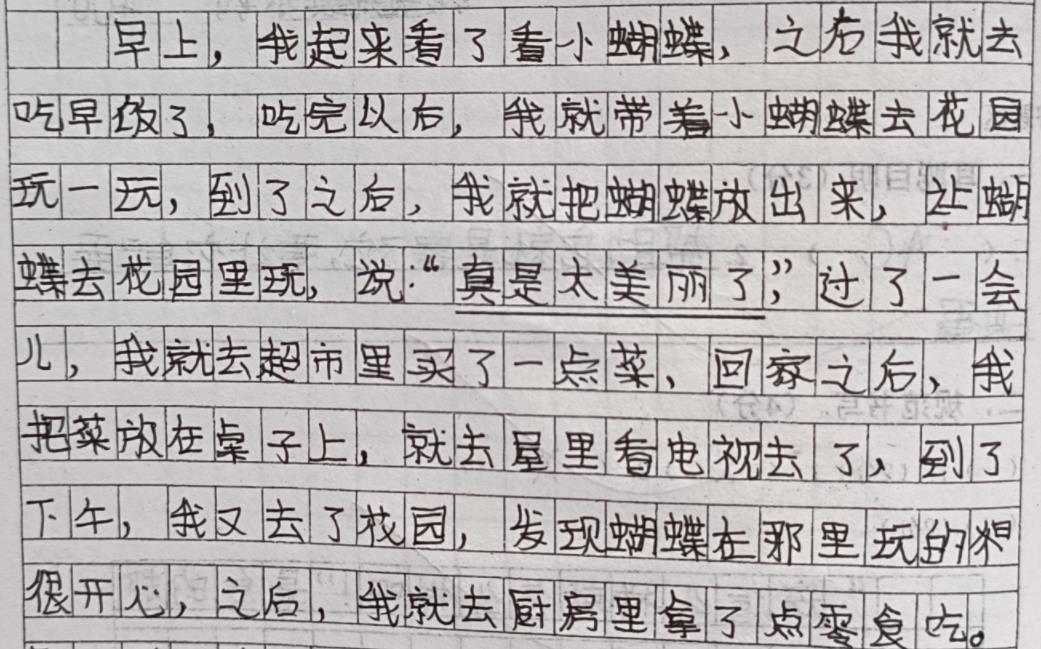 早上，我起来看了看小蝴蝶，之右我就去
吃早饭了，吃完以后，我就带着小蝴蝶去花园
玩一玩，到了之后，我就把蝴蝶放出来，让蝴
蝶去花园里玩，说：“真是太美丽了，”过了一会
儿，我就去超市里买了一点菜、回家之后，我
把菜放在桌子上，就去屋里看电视去了，到了
下午，我又去了花园，发现蝴蝶在那里玩的
很开心，之后，我就去厨房里拿了点零食吃。